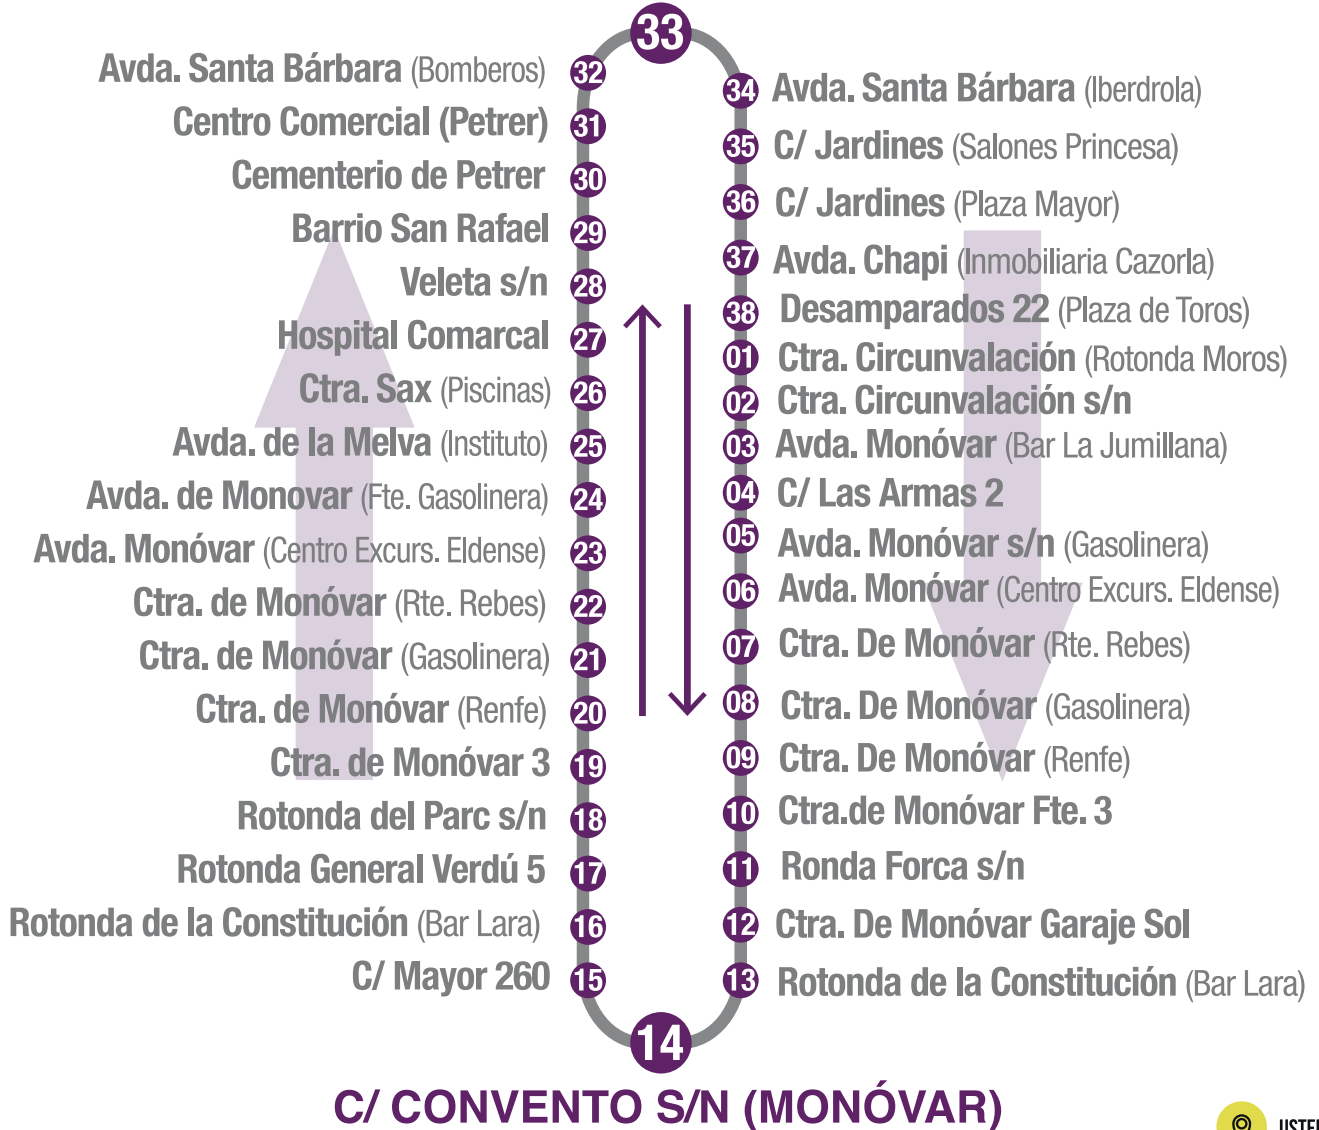 33
Avda. Santa Bárbara (Bomberos) 32
Centro Comercial (Petrer) 31
Cementerio de Petrer 30
Barrio San Rafael 29
Veleta s/n 28
Hospital Comarcal 27
Ctra. Sax (Piscinas) 26
Avda. de la Melva (Instituto) 25
Avda. de Monovar (Fte. Gasolinera) 24
Avda. Monóvar (Centro Excurs. Eldense) 23
Ctra. de Monóvar (Rte. Rebes) 22
Ctra. de Monóvar (Gasolinera) 21
Ctra. de Monóvar (Renfe) 20
Ctra. de Monóvar 3 19
Rotonda del Parc s/n 18
Rotonda General Verdú 5 17
Rotonda de la Constitución (Bar Lara) 16
C/ Mayor 260 15
34 Avda. Santa Bárbara (Iberdrola)
35 C/ Jardines (Salones Princesa)
36 C/ Jardines (Plaza Mayor)
37 Avda. Chapi (Inmobiliaria Cazorla)
38 Desamparados 22 (Plaza de Toros)
01 Ctra. Circunvalación (Rotonda Moros)
02 Ctra. Circunvalación s/n
03 Avda. Monóvar (Bar La Jumillana)
04 C/ Las Armas 2
05 Avda. Monóvar s/n (Gasolinera)
06 Avda. Monóvar (Centro Excurs. Eldense)
07 Ctra. De Monóvar (Rte. Rebes)
08 Ctra. De Monóvar (Gasolinera)
09 Ctra. De Monóvar (Renfe)
10 Ctra.de Monóvar Fte. 3
11 Ronda Forca s/n
12 Ctra. De Monóvar Garaje Sol
13 Rotonda de la Constitución (Bar Lara)
14
C/ CONVENTO S/N (MONÓVAR)